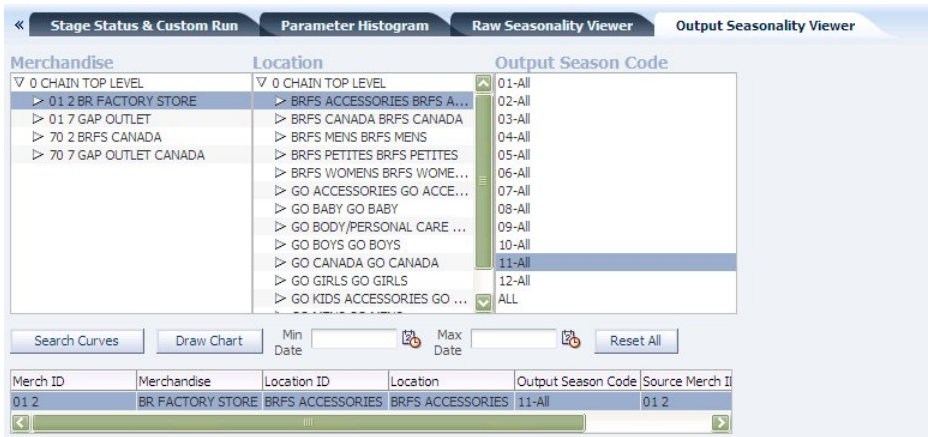 « Stage Status & Custom Run Parameter Histogram Raw Seasonality Viewer Output Seasonality Viewer
Merchandise
0 CHAIN TOP LEVEL
01 2 BR FACTORY STORE
01 7 GAP OUTLET
70 2 BRFS CANADA
70 7 GAP OUTLET CANADA
Location
0 CHAIN TOP LEVEL
BRFS ACCESSORIES BRFS A...
BRFS CANADA BRFS CANADA
BRFS MENS BRFS MENS
BRFS PETITES BRFS PETITES
BRFS WOMENS BRFS WOME...
GO ACCESSORIES GO ACCE...
GO BABY GO BABY
GO BODY/PERSONAL CARE ...
GO BOYS GO BOYS
GO CANADA GO CANADA
GO GIRLS GO GIRLS
GO KIDS ACCESSORIES GO ...
Output Season Code
01-All
02-All
03-All
04-All
05-All
06-All
07-All
08-All
09-All
10-All
11-All
12-All
ALL
Search Curves Draw Chart Min Date Max Date Reset All
Merch ID Merchandise Location ID Location Output Season Code Source Merch
01 2 BR FACTORY STORE BRFS ACCESSORIES BRFS ACCESSORIES 11-All 01 2